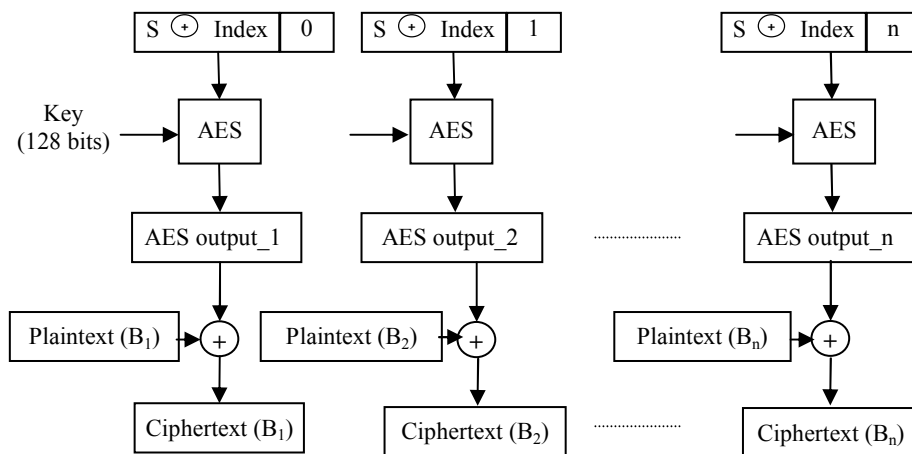 S + Index 0 S + Index 1 S + Index n
Key
(128 bits)
AES AES AES
AES output_1 AES output_2 .................. AES output_n
Plaintext (B₁) + Plaintext (B₂) + Plaintext (Bₙ) +
Ciphertext (B₁) Ciphertext (B₂) .................. Ciphertext (Bₙ)